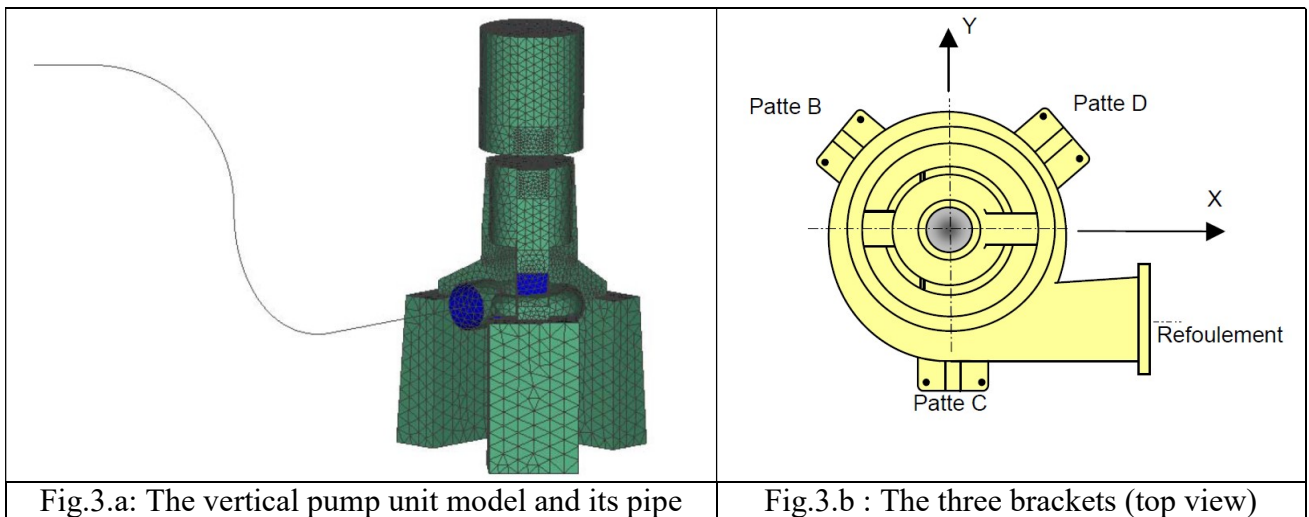 Y
Patte B
Patte D
X
Refoulement
Patte C
Fig.3.a: The vertical pump unit model and its pipe
Fig.3.b : The three brackets (top view)